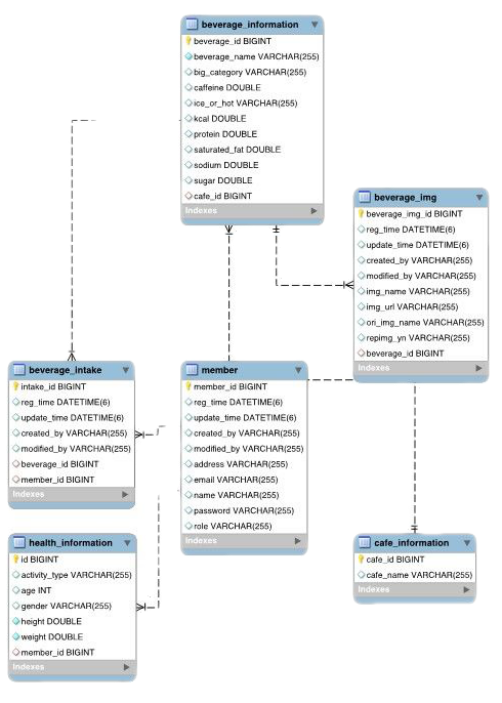 beverage_information
beverage_id BIGINT
beverage_name VARCHAR(255)
big_category VARCHAR(255)
caffeine DOUBLE
ice_or_hot VARCHAR(255)
kcal DOUBLE
protein DOUBLE
saturated_fat DOUBLE
sodium DOUBLE
sugar DOUBLE
cafe_id BIGINT
Indexes
beverage_img
beverage_img_id BIGINT
reg_time DATETIME(6)
update_time DATETIME(6)
created_by VARCHAR(255)
modified_by VARCHAR(255)
img_name VARCHAR(255)
img_url VARCHAR(255)
ori_img_name VARCHAR(255)
repimg_yn VARCHAR(255)
beverage_id BIGINT
Indexes
beverage_intake
intake_id BIGINT
reg_time DATETIME(6)
update_time DATETIME(6)
created_by VARCHAR(255)
modified_by VARCHAR(255)
beverage_id BIGINT
member_id BIGINT
Indexes
member
member_id BIGINT
reg_time DATETIME(6)
update_time DATETIME(6)
created_by VARCHAR(255)
modified_by VARCHAR(255)
address VARCHAR(255)
email VARCHAR(255)
name VARCHAR(255)
password VARCHAR(255)
role VARCHAR(255)
Indexes
health_information
id BIGINT
activity_type VARCHAR(255)
age INT
gender VARCHAR(255)
height DOUBLE
weight DOUBLE
member_id BIGINT
Indexes
cafe_information
cafe_id BIGINT
cafe_name VARCHAR(255)
Indexes